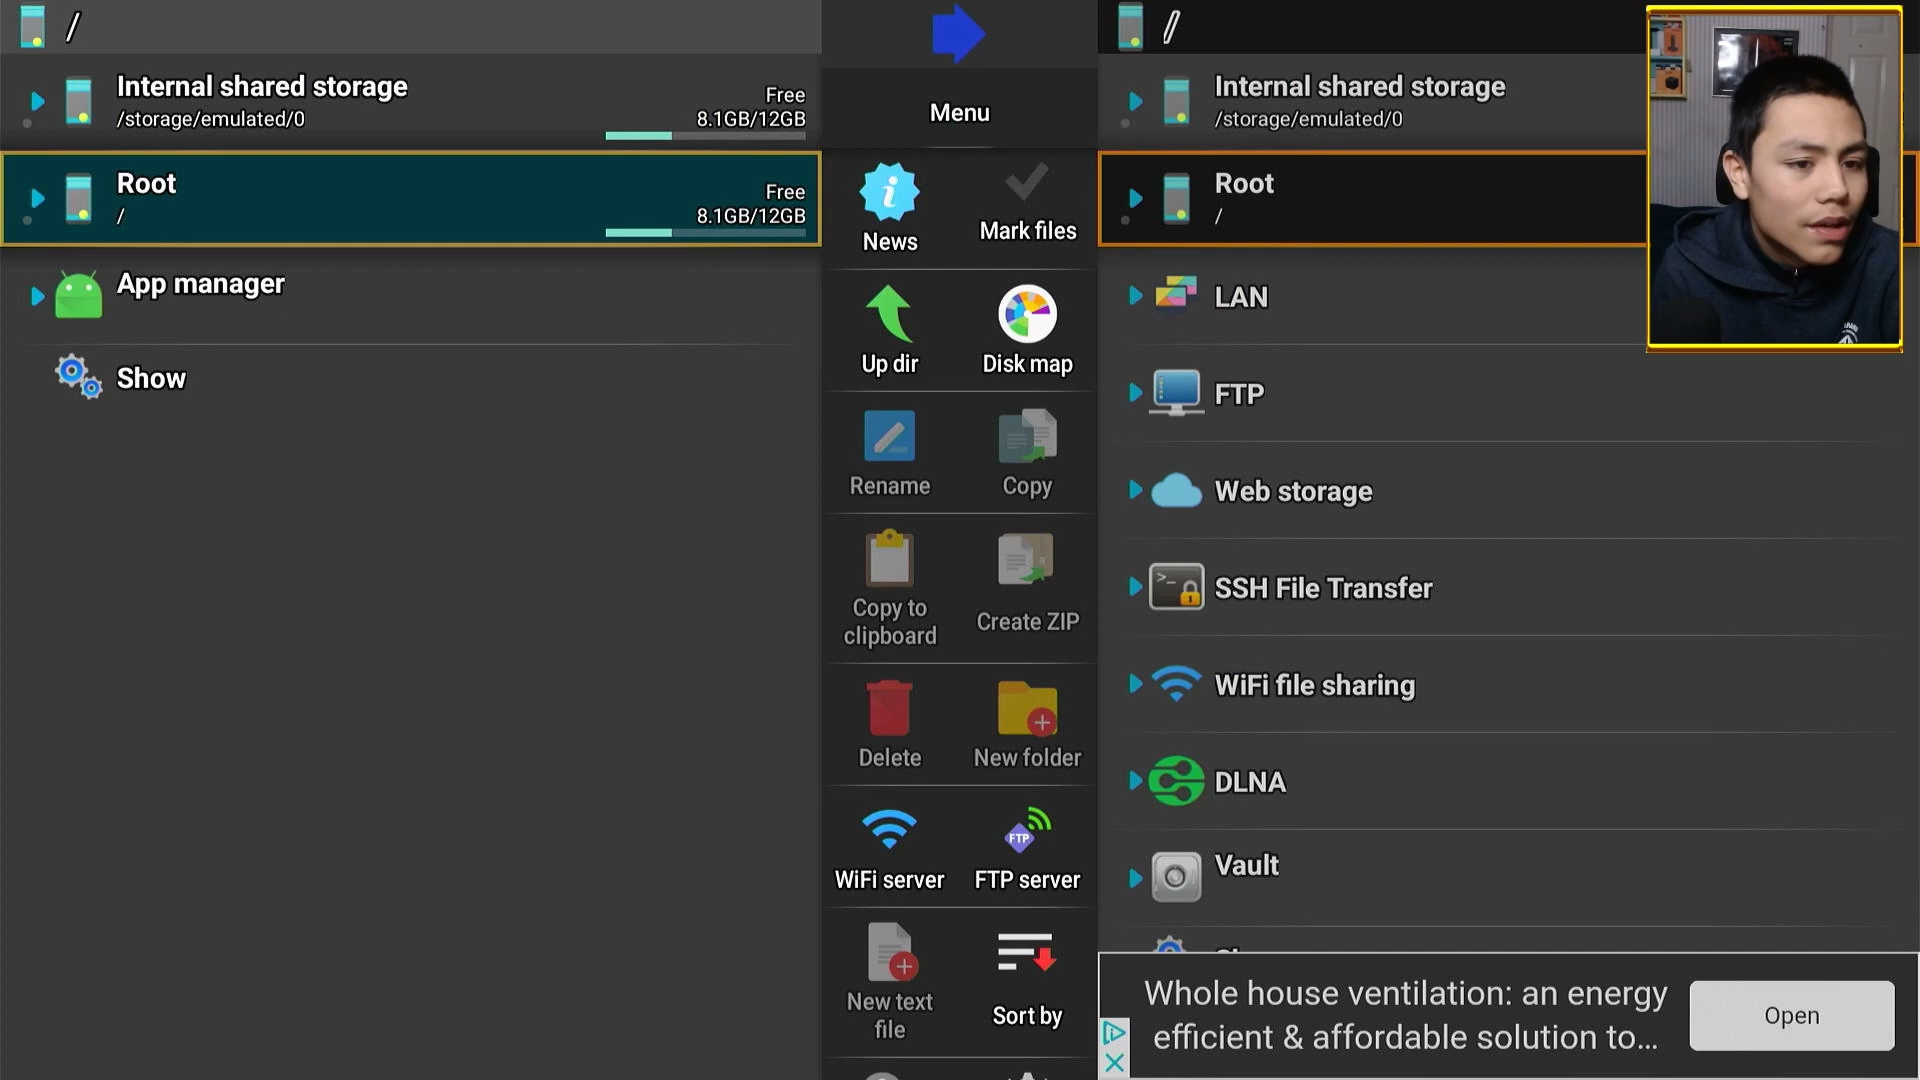 /
Internal shared storage
/storage/emulated/0
Free
8.1GB/12GB
Root
/
Free
8.1GB/12GB
App manager
Show
Menu
News
Mark files
Up dir
Disk map
Rename
Copy
Copy to
clipboard
Create ZIP
Delete
New folder
WiFi server
FTP
FTP server
New text
file
Sort by
/
Internal shared storage
/storage/emulated/0
Root
/
LAN
FTP
Web storage
SSH File Transfer
WiFi file sharing
DLNA
Vault
Whole house ventilation: an energy
efficient & affordable solution to...
Open